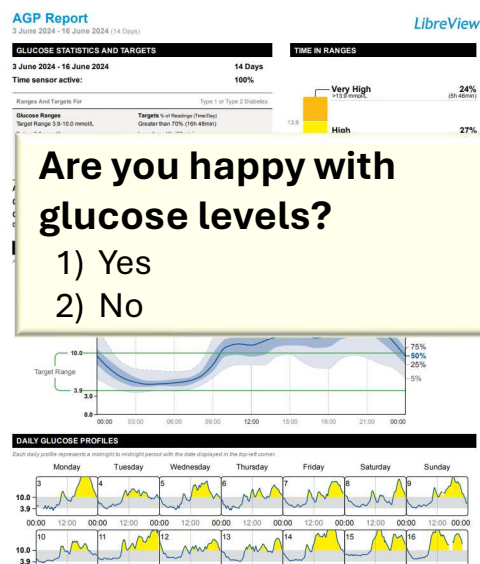 AGP Report
LibreView
3 June 2024 - 16 June 2024 (14 Days)
GLUCOSE STATISTICS AND TARGETS
3 June 2024 - 16 June 2024 14 Days
Time sensor active: 100%
Ranges And Targets For Type 1 or Type 2 Diabetes
Glucose Ranges Targets % of Readings (Time/Day)
Target Range 3.9-10.0 mmol/L Greater than 70% (16h 48min)
TIME IN RANGES
Very High 24%
>13.9 mmol/L (5h 46min)
13.9
High 27%
Are you happy with
glucose levels?
1) Yes
2) No
10.0
Target Range
3.9
3.0
0.0
75%
50%
25%
5%
00:00 03:00 06:00 09:00 12:00 15:00 18:00 21:00 00:00
DAILY GLUCOSE PROFILES
Each daily profile represents a midnight to midnight period with the date displayed in the top-left corner.
Monday Tuesday Wednesday Thursday Friday Saturday Sunday
3 4 5 6 7 8 9
10.0
3.9
00:00 12:00 00:00 12:00 00:00 12:00 00:00 12:00 00:00 12:00 00:00 12:00 00:00 12:00 00:00
10 11 12 13 14 15 16
10.0
3.9